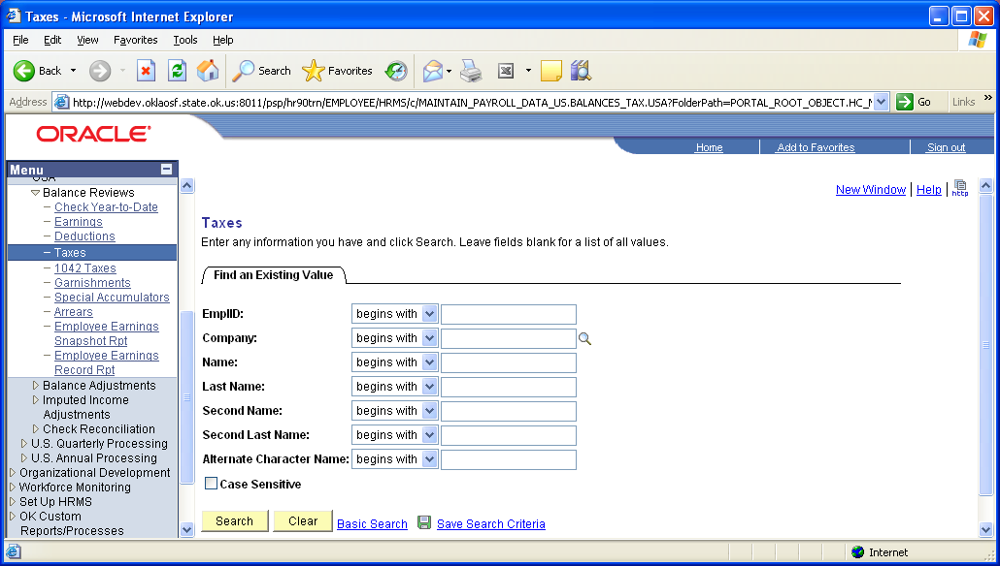 Taxes - Microsoft Internet Explorer
File Edit View Favorites Tools Help
Back Search Favorites
Address http://webdev.oklaosf.state.ok.us:8011/psp/hr90trn/EMPLOYEE/HRMS/c/MAINTAIN_PAYROLL_DATA_US.BALANCES_TAX.USA?FolderPath=PORTAL_ROOT_OBJECT.HC_ Go Links »
ORACLE
Home Add to Favorites Sign out
Menu
USA
Balance Reviews
– Check Year-to-Date
– Earnings
– Deductions
– Taxes
– 1042 Taxes
– Garnishments
– Special Accumulators
– Arrears
– Employee Earnings
Snapshot Rpt
– Employee Earnings
Record Rpt
Balance Adjustments
Imputed Income
Adjustments
Check Reconciliation
U.S. Quarterly Processing
U.S. Annual Processing
Organizational Development
Workforce Monitoring
Set Up HRMS
OK Custom
Reports/Processes
New Window | Help | http
Taxes
Enter any information you have and click Search. Leave fields blank for a list of all values.
Find an Existing Value
EmplID: begins with
Company: begins with
Name: begins with
Last Name: begins with
Second Name: begins with
Second Last Name: begins with
Alternate Character Name: begins with
Case Sensitive
Search Clear Basic Search Save Search Criteria
Internet